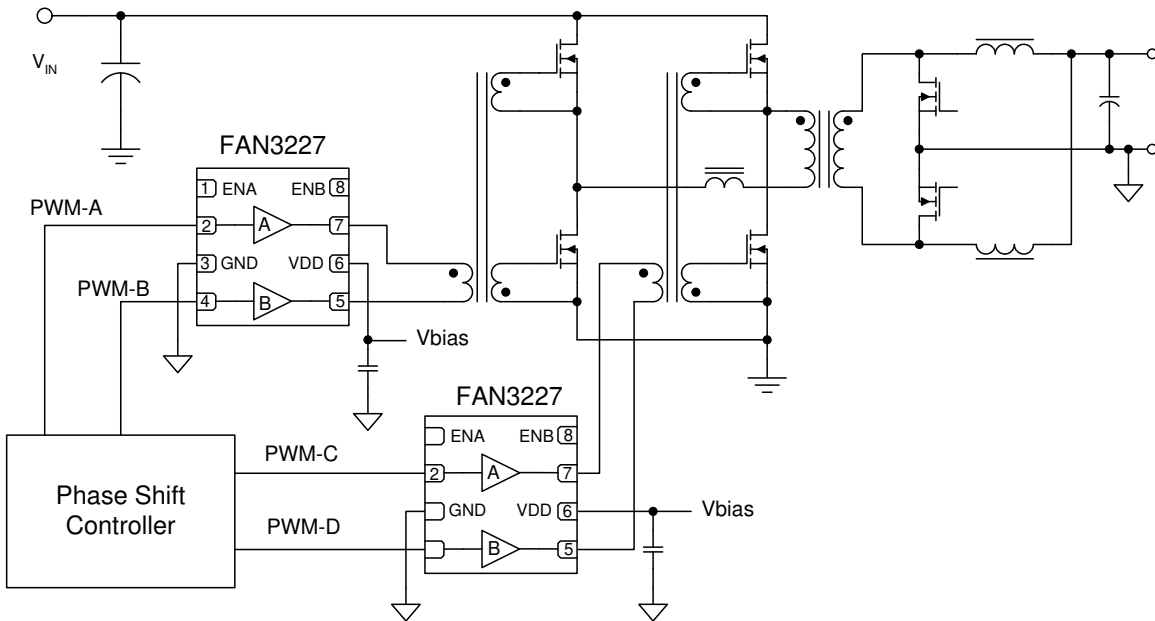 V_IN
FAN3227
1 ENA ENB 8
PWM-A
2 A 7
3 GND VDD 6
PWM-B
4 B 5
Vbias
FAN3227
ENA ENB 8
PWM-C
2 A 7
Phase Shift
Controller
GND VDD 6
Vbias
PWM-D
B 5